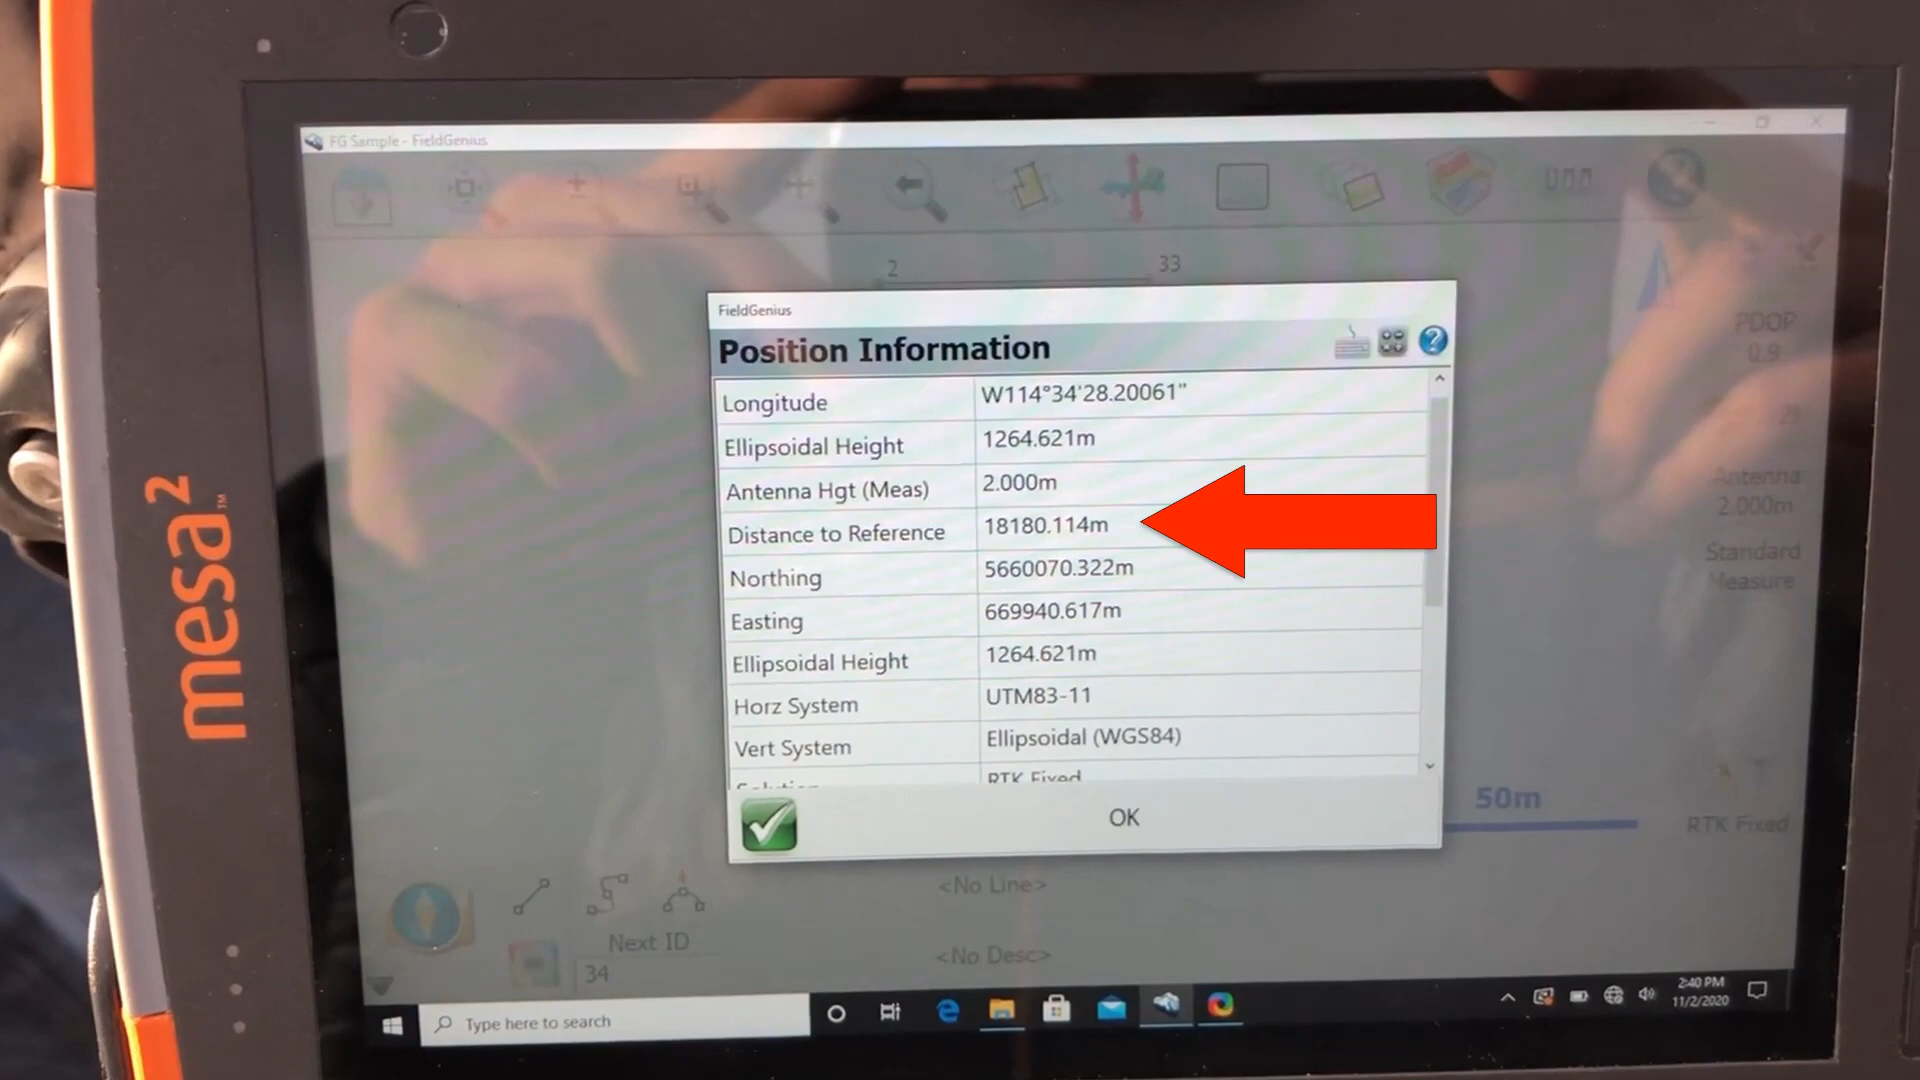 FG Sample - FieldGenius
2
33
FieldGenius
Position Information
Longitude W114°34'28.20061"
Ellipsoidal Height 1264.621m
Antenna Hgt (Meas) 2.000m
Distance to Reference 18180.114m
Northing 5660070.322m
Easting 669940.617m
Ellipsoidal Height 1264.621m
Horz System UTM83-11
Vert System Ellipsoidal (WGS84)
Solution RTK Fixed
OK
PDOP
0.9
Antenna
2.000m
Standard
Measure
50m
RTK Fixed
<No Line>
Next ID
34
<No Desc>
Type here to search
2:40 PM
11/2/2020
mesa2™